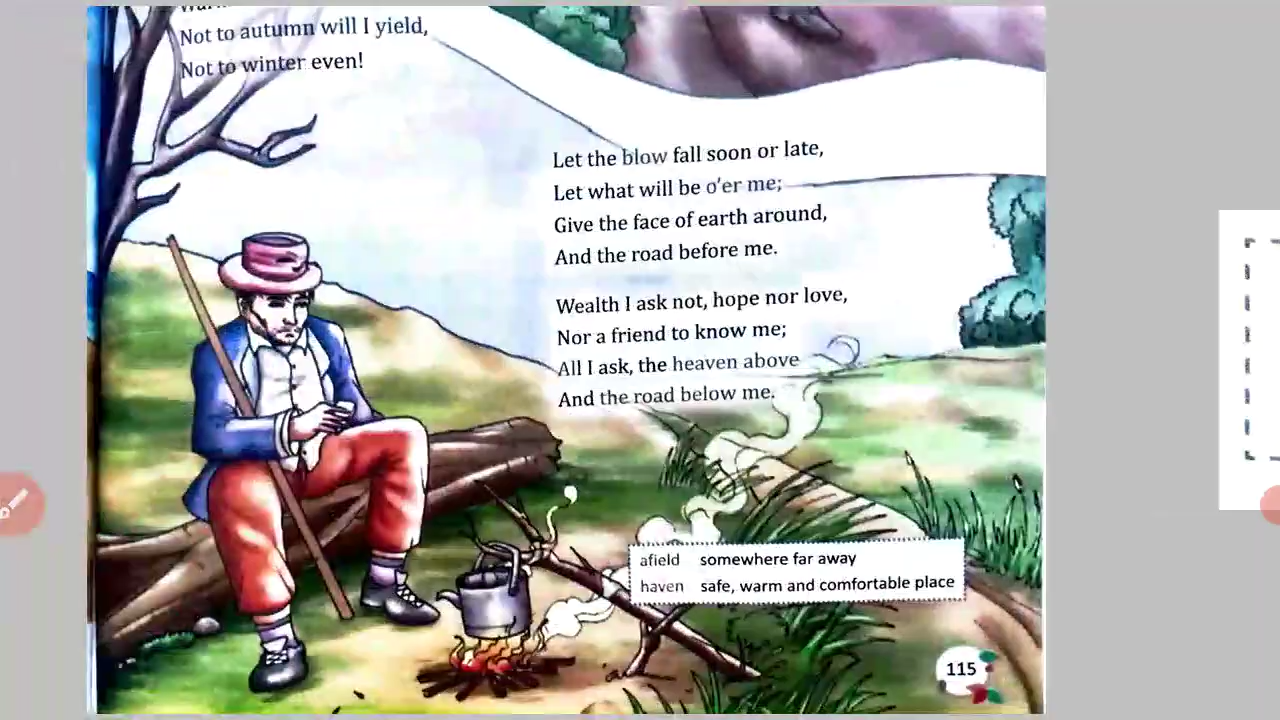 Not to autumn will I yield,
Not to winter even!
Let the blow fall soon or late,
Let what will be o'er me;
Give the face of earth around,
And the road before me.
Wealth I ask not, hope nor love,
Nor a friend to know me;
All I ask, the heaven above
And the road below me.
afield somewhere far away
haven safe, warm and comfortable place
115